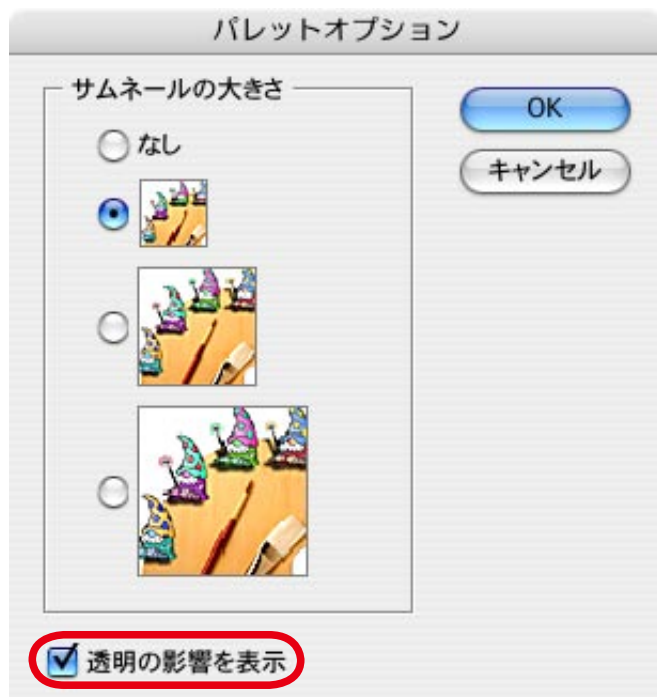 パレットオプション
サムネールの大きさ
なし
OK
キャンセル
透明の影響を表示